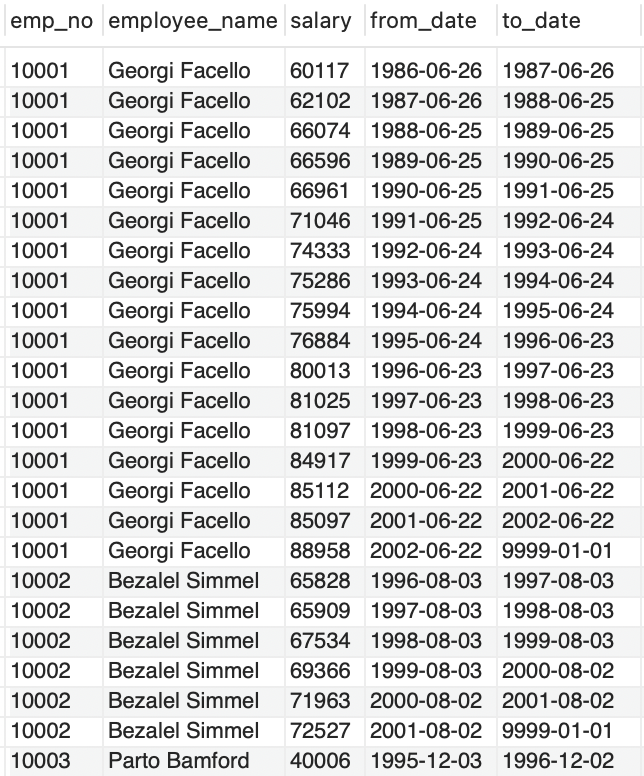 emp_no employee_name salary from_date to_date
10001 Georgi Facello 60117 1986-06-26 1987-06-26
10001 Georgi Facello 62102 1987-06-26 1988-06-25
10001 Georgi Facello 66074 1988-06-25 1989-06-25
10001 Georgi Facello 66596 1989-06-25 1990-06-25
10001 Georgi Facello 66961 1990-06-25 1991-06-25
10001 Georgi Facello 71046 1991-06-25 1992-06-24
10001 Georgi Facello 74333 1992-06-24 1993-06-24
10001 Georgi Facello 75286 1993-06-24 1994-06-24
10001 Georgi Facello 75994 1994-06-24 1995-06-24
10001 Georgi Facello 76884 1995-06-24 1996-06-23
10001 Georgi Facello 80013 1996-06-23 1997-06-23
10001 Georgi Facello 81025 1997-06-23 1998-06-23
10001 Georgi Facello 81097 1998-06-23 1999-06-23
10001 Georgi Facello 84917 1999-06-23 2000-06-22
10001 Georgi Facello 85112 2000-06-22 2001-06-22
10001 Georgi Facello 85097 2001-06-22 2002-06-22
10001 Georgi Facello 88958 2002-06-22 9999-01-01
10002 Bezalel Simmel 65828 1996-08-03 1997-08-03
10002 Bezalel Simmel 65909 1997-08-03 1998-08-03
10002 Bezalel Simmel 67534 1998-08-03 1999-08-03
10002 Bezalel Simmel 69366 1999-08-03 2000-08-02
10002 Bezalel Simmel 71963 2000-08-02 2001-08-02
10002 Bezalel Simmel 72527 2001-08-02 9999-01-01
10003 Parto Bamford 40006 1995-12-03 1996-12-02